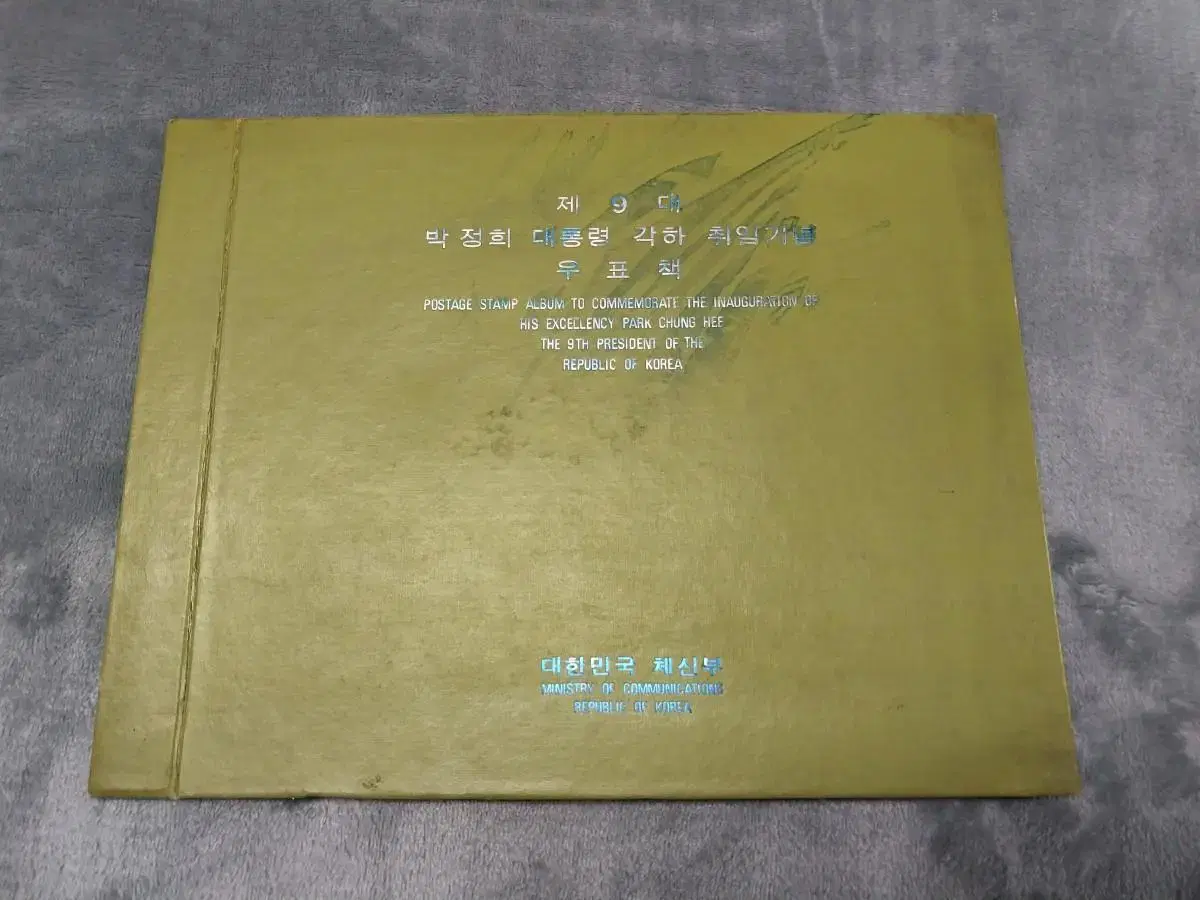 제 9 대
박정희 대통령 각하 취임기념
우표책
POSTAGE STAMP ALBUM TO COMMEMORATE THE INAUGURATION OF
HIS EXCELLENCY PARK CHUNG HEE
THE 9TH PRESIDENT OF THE
REPUBLIC OF KOREA
대한민국 체신부
MINISTRY OF COMMUNICATIONS
REPUBLIC OF KOREA